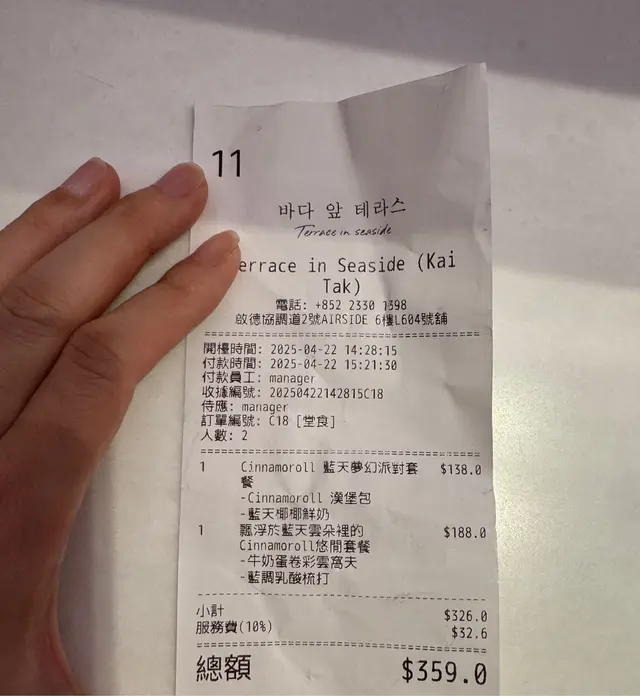 11
바다 앞 테라스
Terrace in seaside
errace in Seaside (Kai
Tak)
電話: +852 2330 1398
啟德協調道2號AIRSIDE 6樓L604號舖
開檯時間: 2025-04-22 14:28:15
付款時間: 2025-04-22 15:21:30
付款員工: manager
收據編號: 20250422142815C18
侍應: manager
訂單編號: C18 [堂食]
人數: 2
1 Cinnamoroll 藍天夢幻派對套 $138.0
餐
-Cinnamoroll 漢堡包
-藍天椰椰鮮奶
1 飄浮於藍天雲朵裡的 $188.0
Cinnamoroll悠閒套餐
-牛奶蛋卷彩雲窩夫
-藍調乳酸梳打
小計 $326.0
服務費(10%) $32.6
總額 $359.0